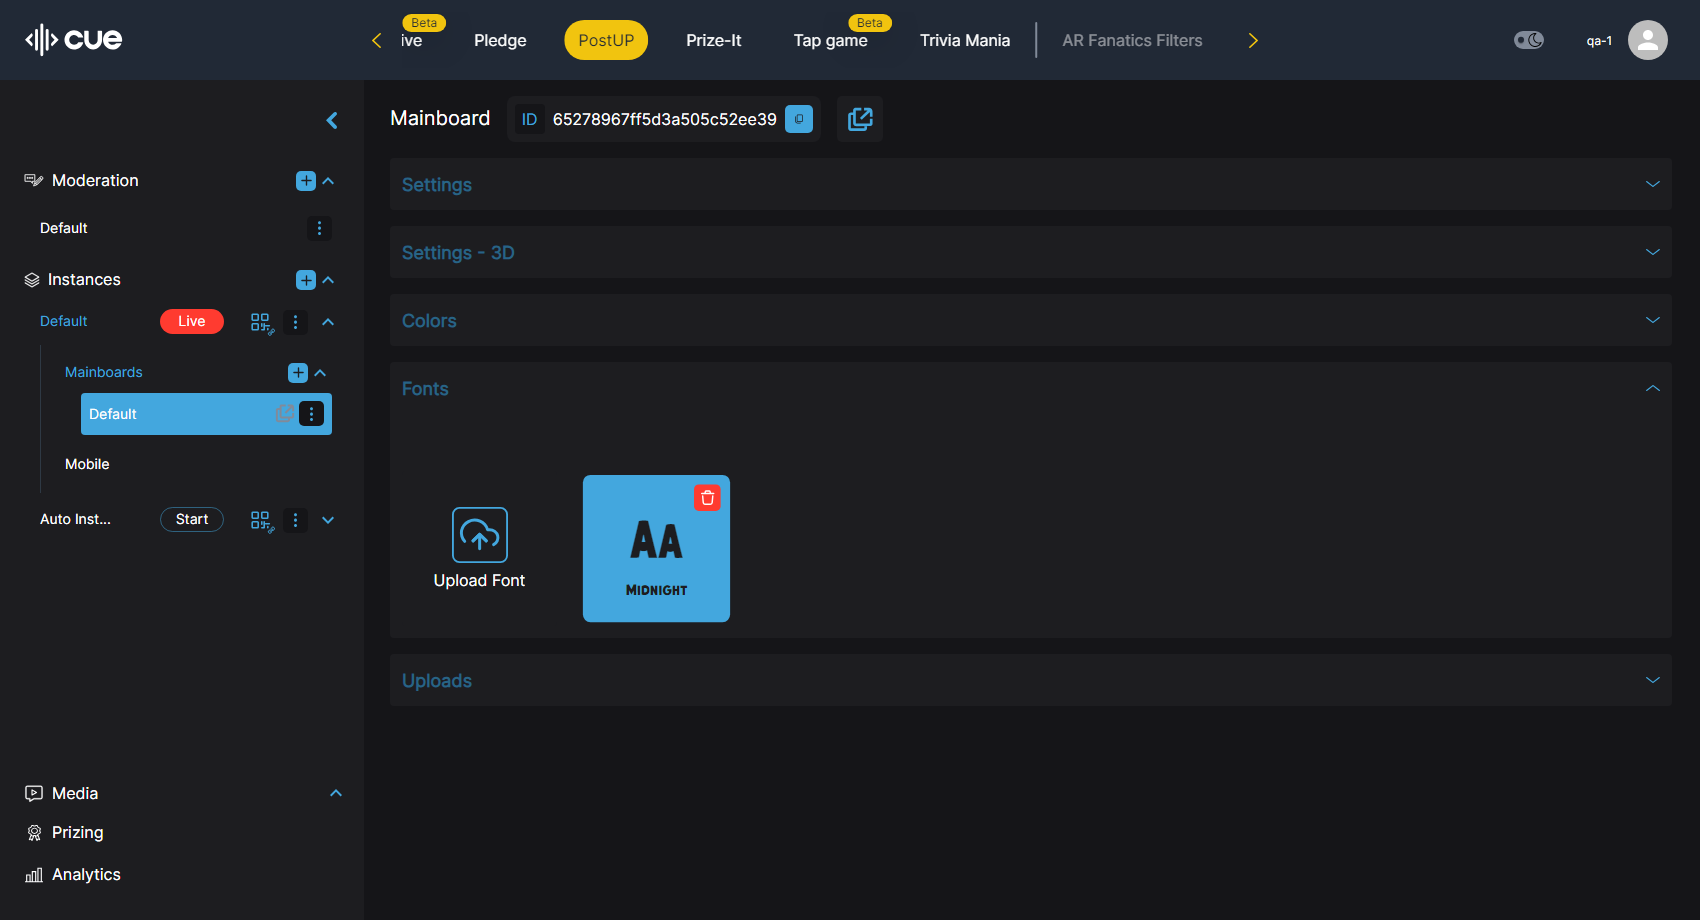 cue
Beta
ive
Pledge
PostUP
Prize-It
Beta
Tap game
Trivia Mania
AR Fanatics Filters
qa-1
Moderation
Default
Instances
Default
Live
Mainboards
Default
Mobile
Auto Inst...
Start
Media
Prizing
Analytics
Mainboard
ID 65278967ff5d3a505c52ee39
Settings
Settings - 3D
Colors
Fonts
Upload Font
AA
MIDNIGHT
Uploads